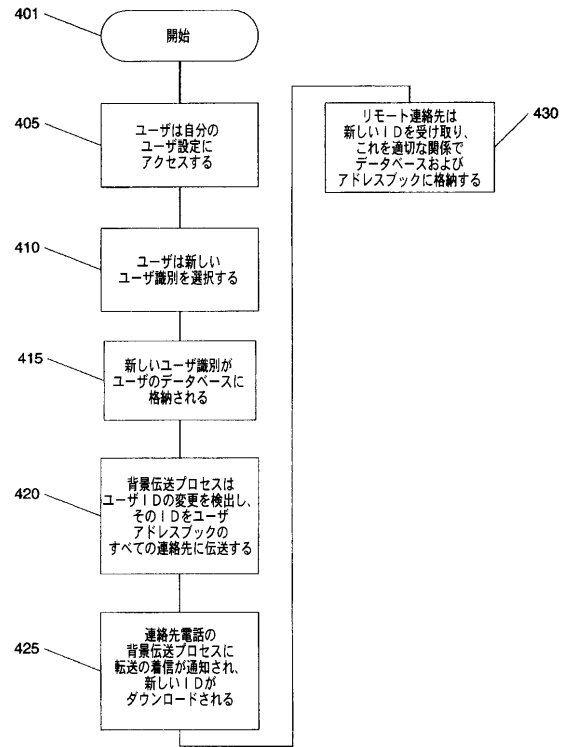 401
開始
405
ユーザは自分の
ユーザ設定に
アクセスする
410
ユーザは新しい
ユーザ識別を選択する
415
新しいユーザ識別が
ユーザのデータベースに
格納される
420
背景伝送プロセスは
ユーザIDの変更を検出し、
そのIDをユーザ
アドレスブックの
すべての連絡先に伝送する
425
連絡先電話の
背景伝送プロセスに
転送の着信が通知され、
新しいIDが
ダウンロードされる
リモート連絡先は
新しいIDを受け取り、
これを適切な関係で
データベースおよび
アドレスブックに格納する
430